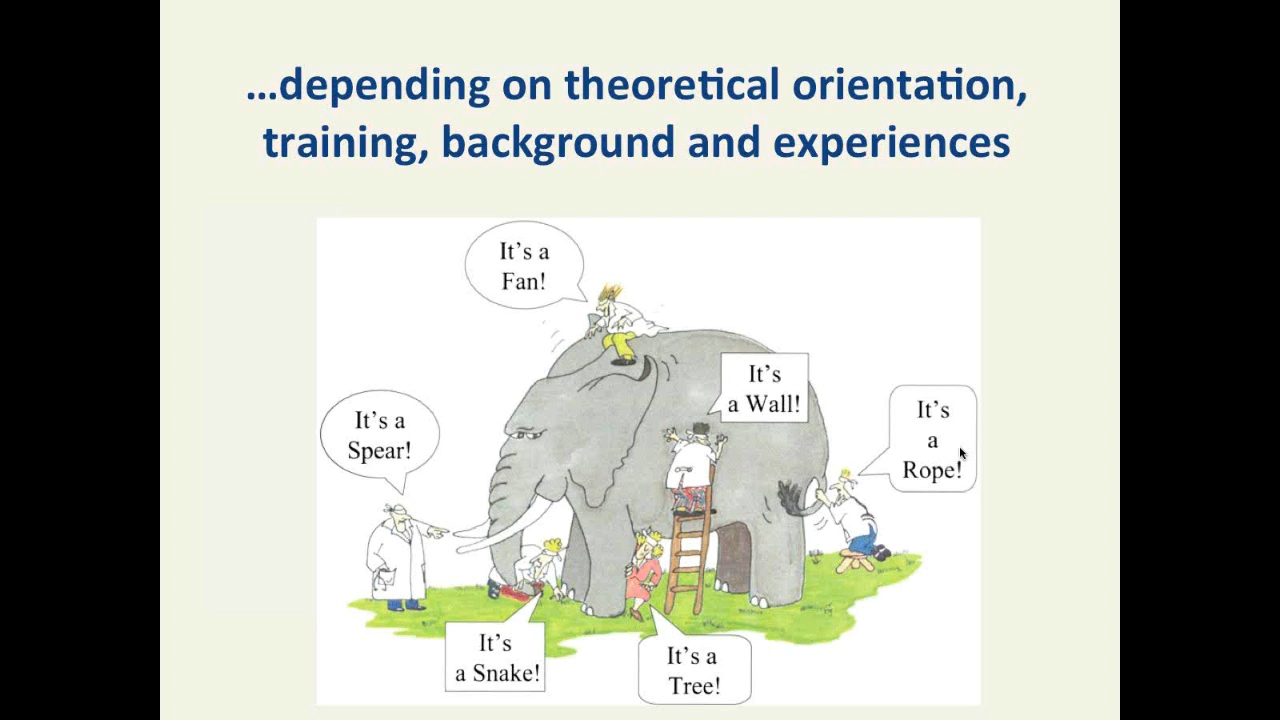 ...depending on theoretical orientation,
training, background and experiences
It's a
Fan!
It's
a Wall!
It's a
Spear!
It's
a
Rope!
It's
a Snake!
It's a
Tree!